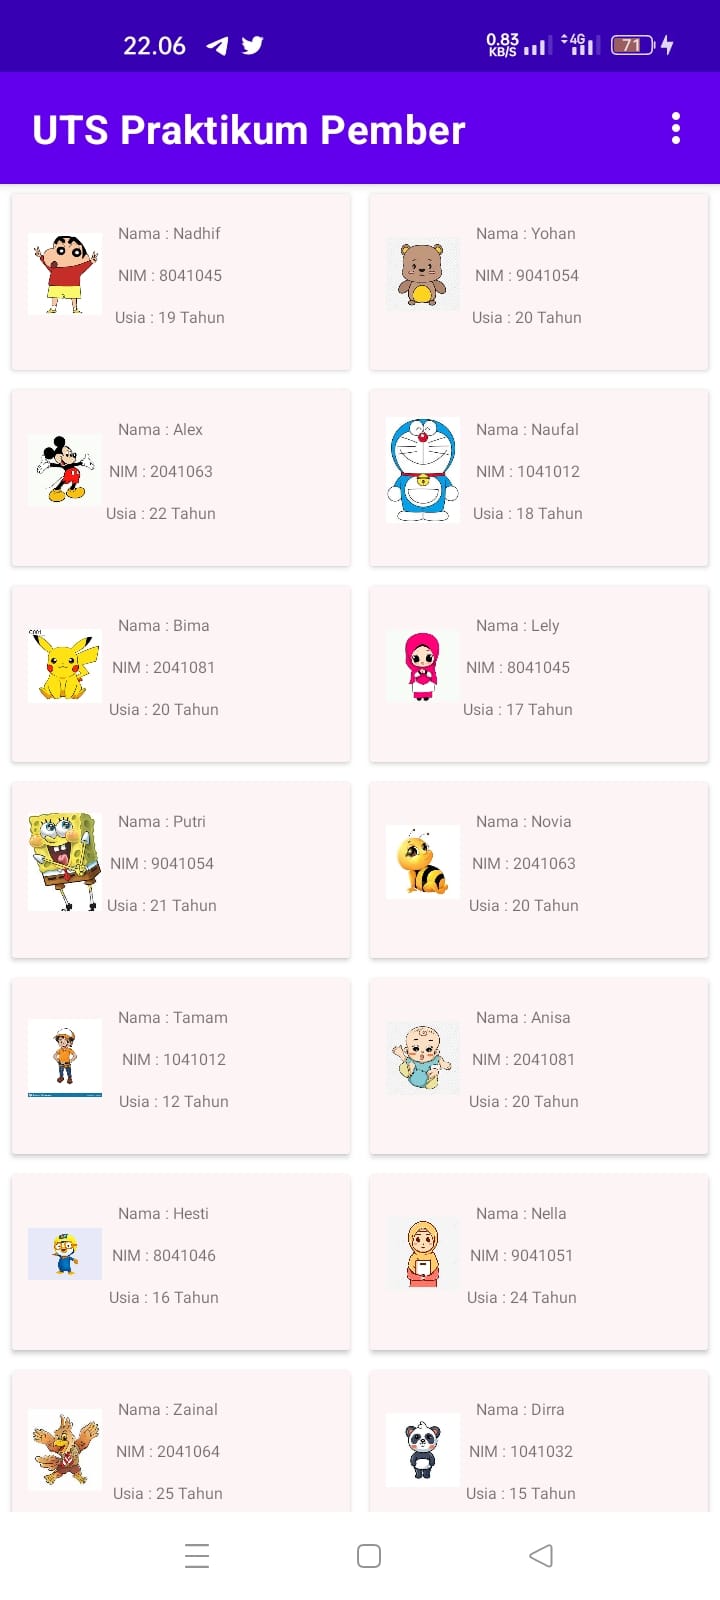 22.06
0.83
KB/S
4G
71
UTS Praktikum Pember
Nama : Nadhif
NIM : 8041045
Usia : 19 Tahun
Nama : Yohan
NIM : 9041054
Usia : 20 Tahun
Nama : Alex
NIM : 2041063
Usia : 22 Tahun
Nama : Naufal
NIM : 1041012
Usia : 18 Tahun
Nama : Bima
NIM : 2041081
Usia : 20 Tahun
Nama : Lely
NIM : 8041045
Usia : 17 Tahun
Nama : Putri
NIM : 9041054
Usia : 21 Tahun
Nama : Novia
NIM : 2041063
Usia : 20 Tahun
Nama : Tamam
NIM : 1041012
Usia : 12 Tahun
Nama : Anisa
NIM : 2041081
Usia : 20 Tahun
Nama : Hesti
NIM : 8041046
Usia : 16 Tahun
Nama : Nella
NIM : 9041051
Usia : 24 Tahun
Nama : Zainal
NIM : 2041064
Usia : 25 Tahun
Nama : Dirra
NIM : 1041032
Usia : 15 Tahun